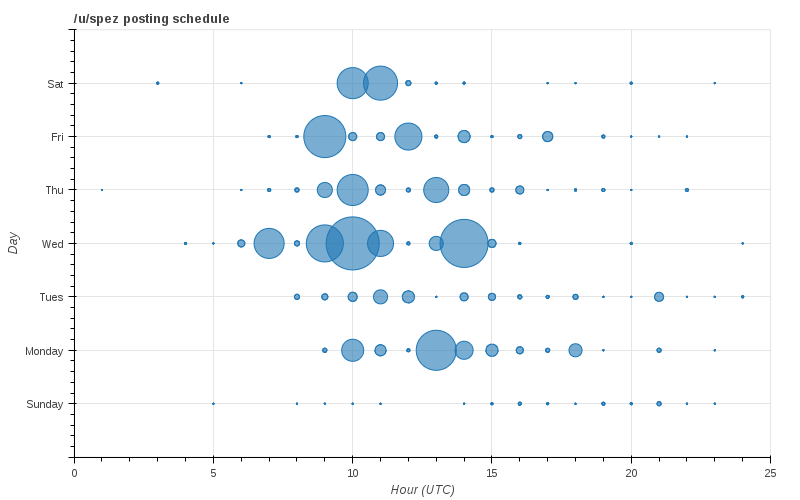 /u/spez posting schedule
Sat
Fri
Thu
Wed
Tues
Monday
Sunday
Day
0 5 10 15 20 25
Hour (UTC)